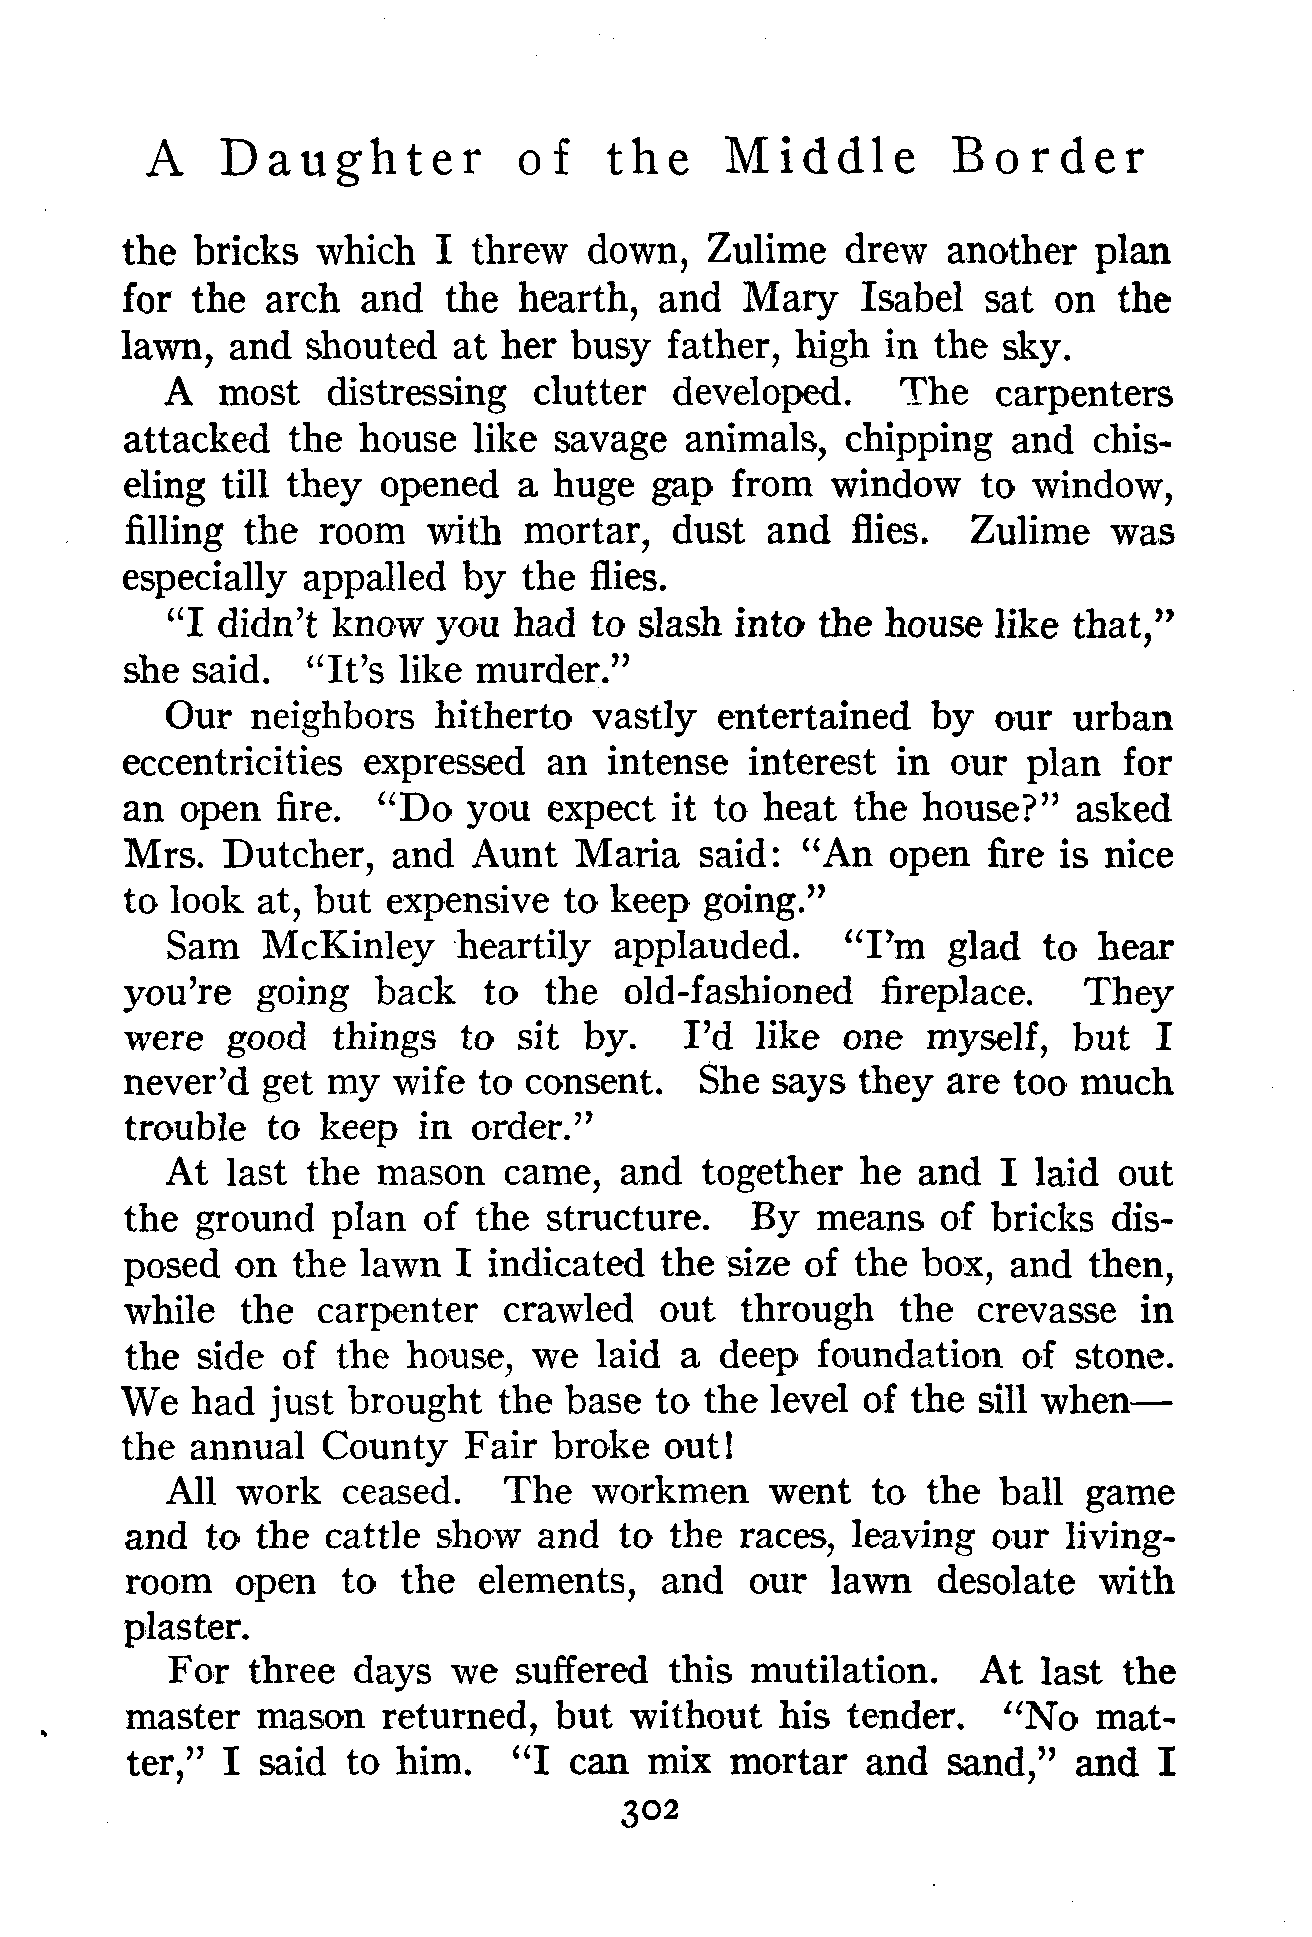 A Daughter of the Middle Border
the bricks which I threw down, Zulime drew another plan
for the arch and the hearth, and Mary Isabel sat on the
lawn, and shouted at her busy father, high in the sky.
A most distressing clutter developed. The carpenters
attacked the house like savage animals, chipping and chis-
eling till they opened a huge gap from window to window,
filling the room with mortar, dust and flies. Zulime was
especially appalled by the flies.
"I didn't know you had to slash into the house like that,"
she said. "It's like murder."
Our neighbors hitherto vastly entertained by our urban
eccentricities expressed an intense interest in our plan for
an open fire. "Do you expect it to heat the house?" asked
Mrs. Dutcher, and Aunt Maria said: "An open fire is nice
to look at, but expensive to keep going."
Sam McKinley heartily applauded. "I'm glad to hear
you're going back to the old-fashioned fireplace. They
were good things to sit by. I'd like one myself, but I
never'd get my wife to consent. She says they are too much
trouble to keep in order."
At last the mason came, and together he and I laid out
the ground plan of the structure. By means of bricks dis-
posed on the lawn I indicated the size of the box, and then,
while the carpenter crawled out through the crevasse in
the side of the house, we laid a deep foundation of stone.
We had just brought the base to the level of the sill when—
the annual County Fair broke out!
All work ceased. The workmen went to the ball game
and to the cattle show and to the races, leaving our living-
room open to the elements, and our lawn desolate with
plaster.
For three days we suffered this mutilation. At last the
master mason returned, but without his tender. "No mat-
ter," I said to him. "I can mix mortar and sand," and I
302